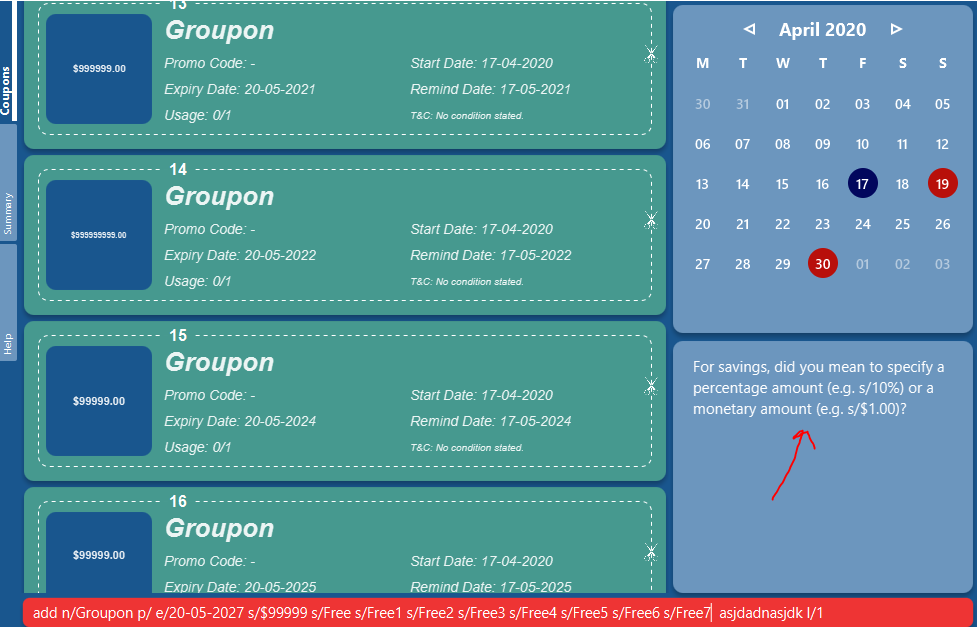 Coupons
Summary
Help
13
Groupon
$999999.00
Promo Code: -
Start Date: 17-04-2020
Expiry Date: 20-05-2021
Remind Date: 17-05-2021
Usage: 0/1
T&C: No condition stated.
14
Groupon
$999999999.00
Promo Code: -
Start Date: 17-04-2020
Expiry Date: 20-05-2022
Remind Date: 17-05-2022
Usage: 0/1
T&C: No condition stated.
15
Groupon
$99999.00
Promo Code: -
Start Date: 17-04-2020
Expiry Date: 20-05-2024
Remind Date: 17-05-2024
Usage: 0/1
T&C: No condition stated.
16
Groupon
$99999.00
Promo Code: -
Start Date: 17-04-2020
Expiry Date: 20-05-2025
Remind Date: 17-05-2025
April 2020
M T W T F S S
30 31 01 02 03 04 05
06 07 08 09 10 11 12
13 14 15 16 17 18 19
20 21 22 23 24 25 26
27 28 29 30 01 02 03
For savings, did you mean to specify a
percentage amount (e.g. s/10%) or a
monetary amount (e.g. s/$1.00)?
add n/Groupon p/ e/20-05-2027 s/$99999 s/Free s/Free1 s/Free2 s/Free3 s/Free4 s/Free5 s/Free6 s/Free7 asjdadnasjdk l/1